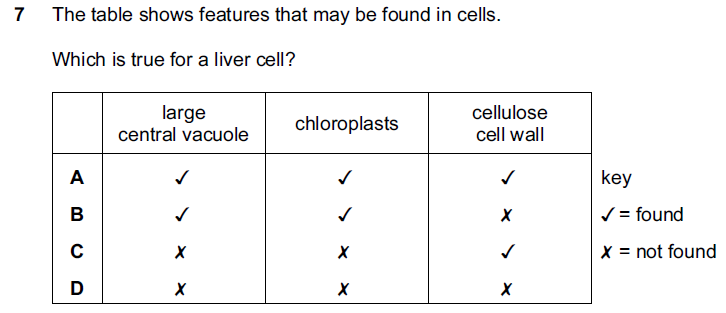 7 The table shows features that may be found in cells.
Which is true for a liver cell?
large central vacuole chloroplasts cellulose cell wall
A ✓ ✓ ✓ key
B ✓ ✓ ✗ ✓ = found
C ✗ ✗ ✓ ✗ = not found
D ✗ ✗ ✗